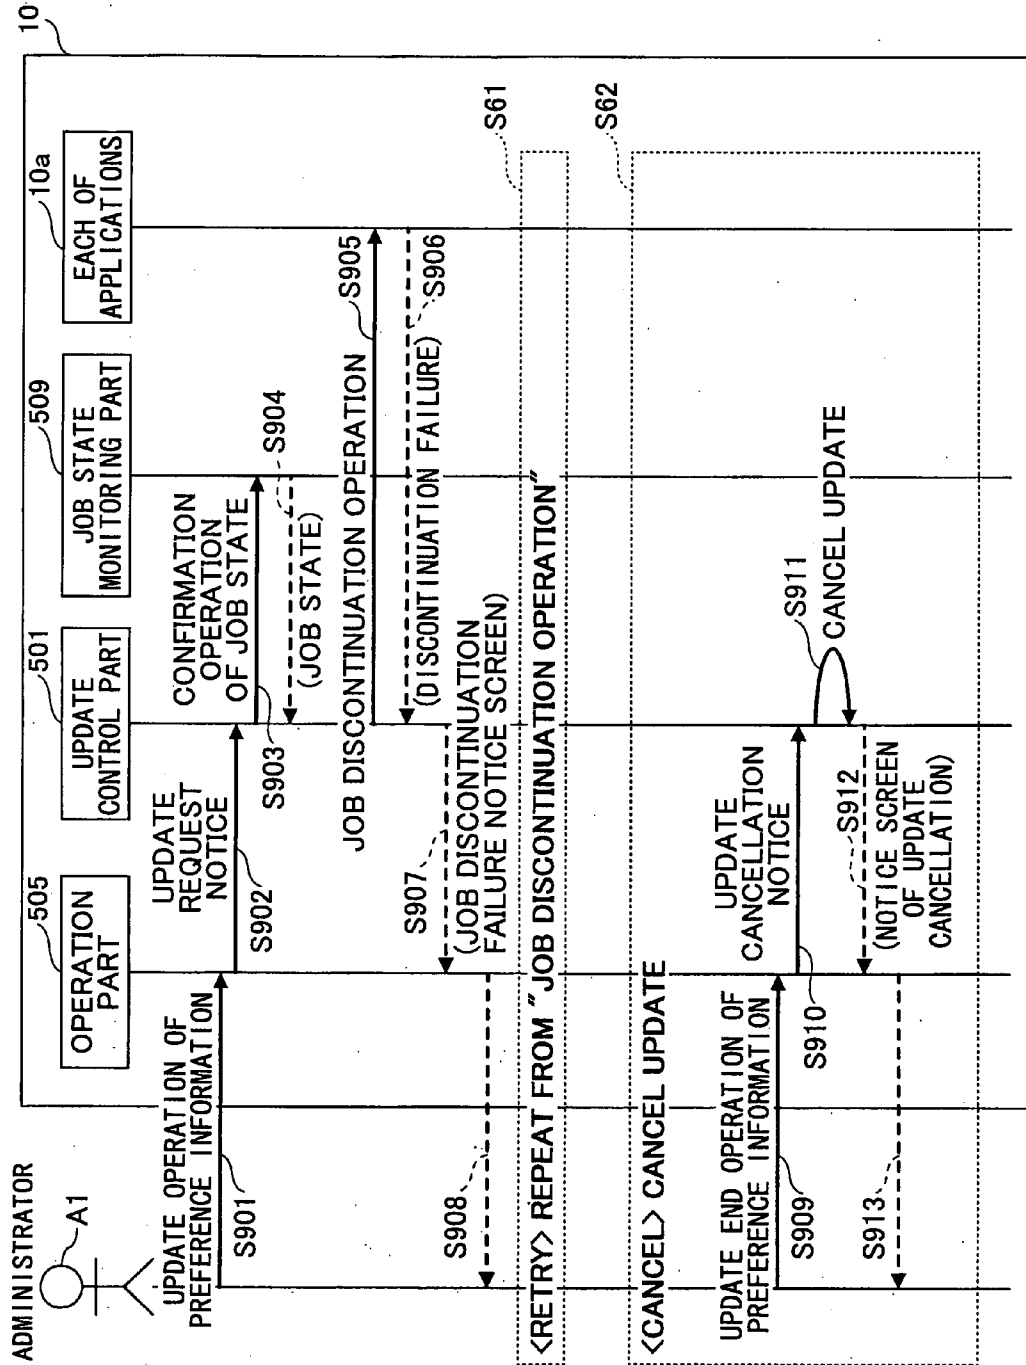 10
ADMINISTRATOR
A1
505
OPERATION
PART
501
UPDATE
CONTROL PART
509
JOB STATE
MONITORING PART
10a
EACH OF
APPLICATIONS
UPDATE OPERATION OF
PREFERENCE INFORMATION
S901
UPDATE
REQUEST
NOTICE
S902
CONFIRMATION
OPERATION
OF JOB STATE
S903
S904
(JOB STATE)
JOB DISCONTINUATION OPERATION
S905
S906
(DISCONTINUATION FAILURE)
S907
(JOB DISCONTINUATION
FAILURE NOTICE SCREEN)
S908
S61
<RETRY> REPEAT FROM "JOB DISCONTINUATION OPERATION"
S62
<CANCEL> CANCEL UPDATE
UPDATE END OPERATION OF
PREFERENCE INFORMATION
S909
UPDATE
CANCELLATION
NOTICE
S910
S911
CANCEL UPDATE
S912
(NOTICE SCREEN
OF UPDATE
CANCELLATION)
S913